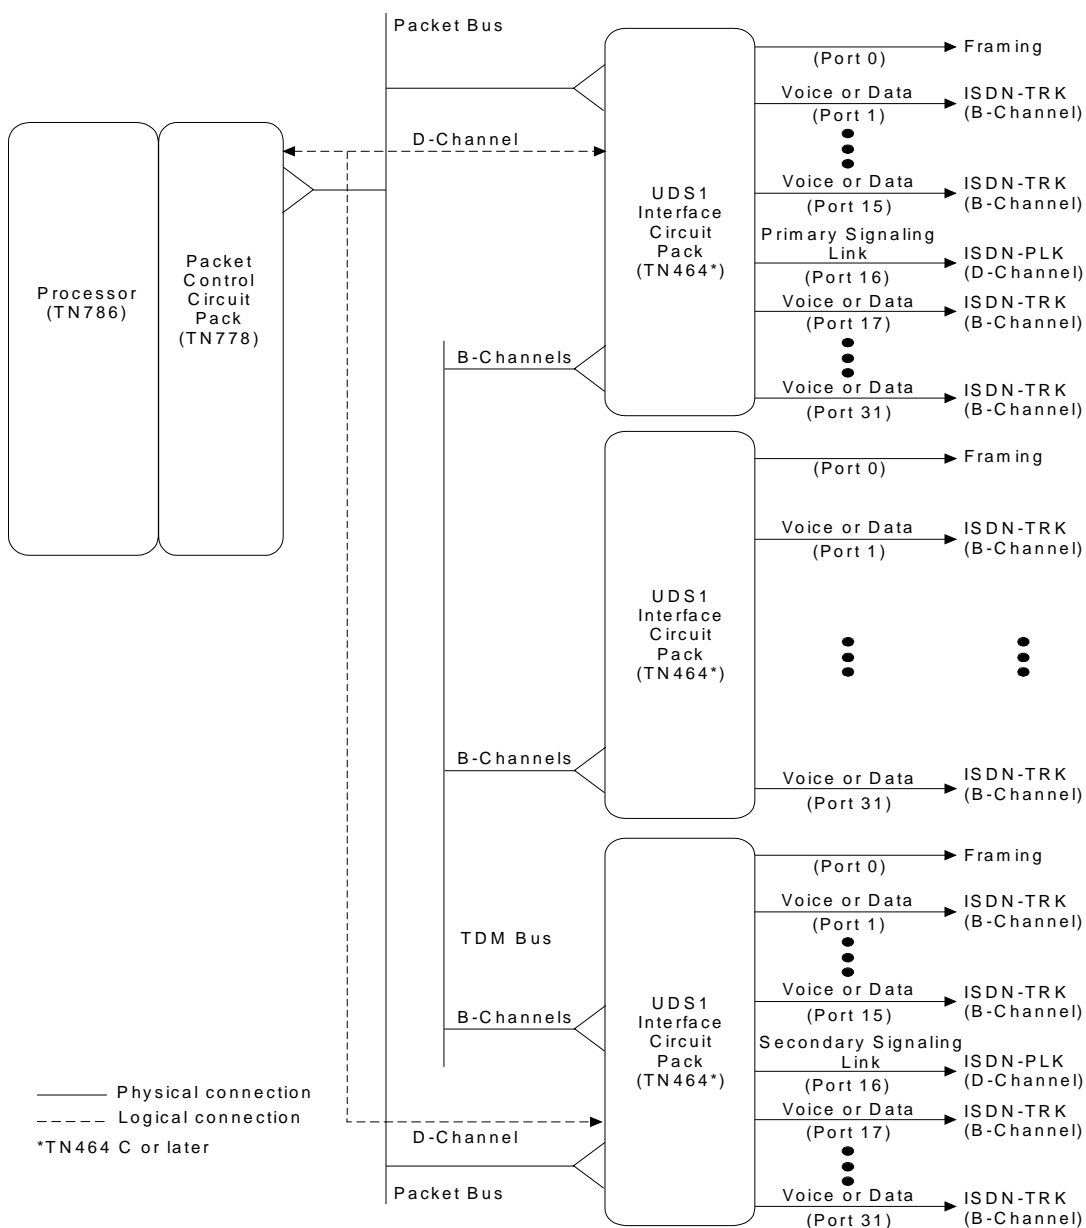 Packet Bus
D-Channel
Processor
(TN786)
Packet
Control
Circuit
Pack
(TN778)
UDS1
Interface
Circuit
Pack
(TN464*)
B-Channels
(Port 0)
Framing
Voice or Data
(Port 1)
ISDN-TRK
(B-Channel)
Voice or Data
(Port 15)
ISDN-TRK
(B-Channel)
Primary Signaling
Link
(Port 16)
ISDN-PLK
(D-Channel)
Voice or Data
(Port 17)
ISDN-TRK
(B-Channel)
Voice or Data
(Port 31)
ISDN-TRK
(B-Channel)
UDS1
Interface
Circuit
Pack
(TN464*)
B-Channels
(Port 0)
Framing
Voice or Data
(Port 1)
ISDN-TRK
(B-Channel)
Voice or Data
(Port 31)
ISDN-TRK
(B-Channel)
TDM Bus
B-Channels
UDS1
Interface
Circuit
Pack
(TN464*)
(Port 0)
Framing
Voice or Data
(Port 1)
ISDN-TRK
(B-Channel)
Voice or Data
(Port 15)
ISDN-TRK
(B-Channel)
Secondary Signaling
Link
(Port 16)
ISDN-PLK
(D-Channel)
Voice or Data
(Port 17)
ISDN-TRK
(B-Channel)
Voice or Data
(Port 31)
ISDN-TRK
(B-Channel)
D-Channel
Packet Bus
Physical connection
Logical connection
*TN464 C or later